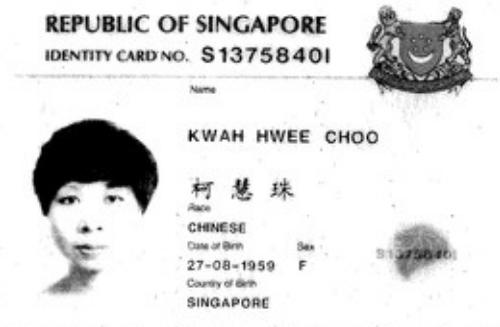 REPUBLIC OF SINGAPORE
IDENTITY CARD NO. S1375840I
Name
KWAH HWEE CHOO
柯慧珠
Race
CHINESE
Date of Birth Sex
27-08-1959 F
Country of Birth
SINGAPORE
S1375840I